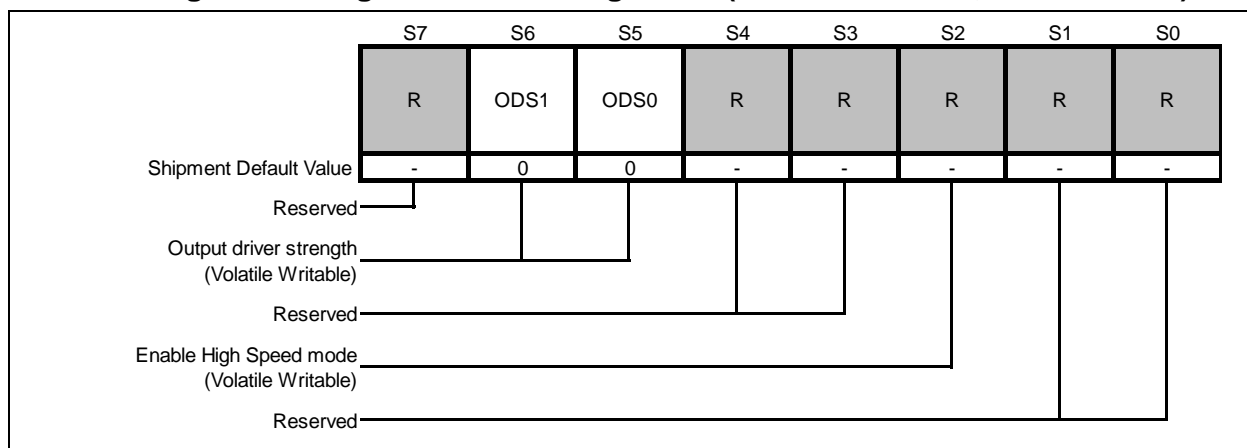 S7 S6 S5 S4 S3 S2 S1 S0
R ODS1 ODS0 R R R R R
Shipment Default Value - 0 0 - - - - -
Reserved
Output driver strength
(Volatile Writable)
Reserved
Enable High Speed mode
(Volatile Writable)
Reserved